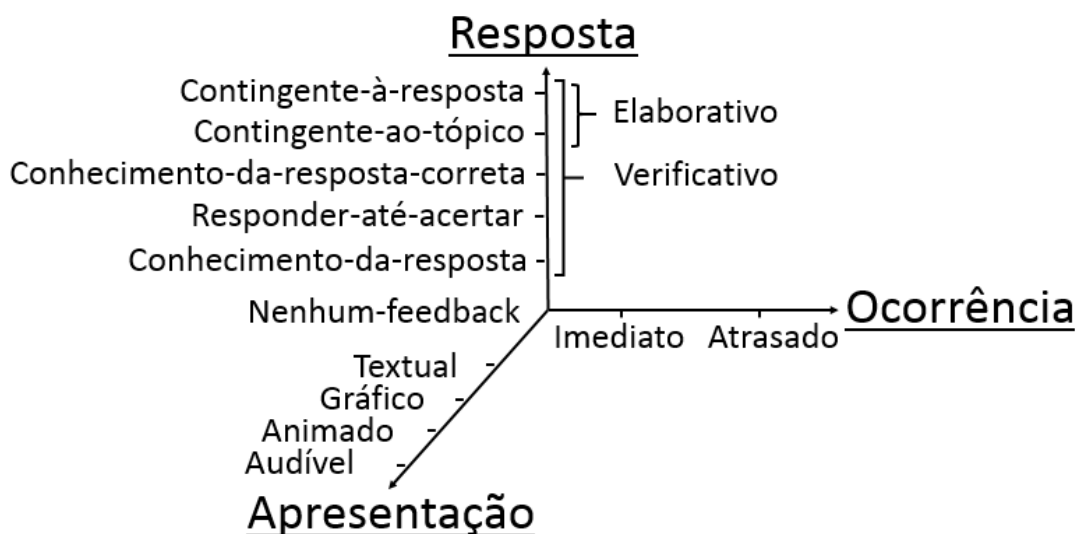 Resposta
Contingente-à-resposta
Elaborativo
Contingente-ao-tópico
Conhecimento-da-resposta-correta
Verificativo
Responder-até-acertar
Conhecimento-da-resposta
Nenhum-feedback
Ocorrência
Imediato
Atrasado
Textual
Gráfico
Animado
Audível
Apresentação